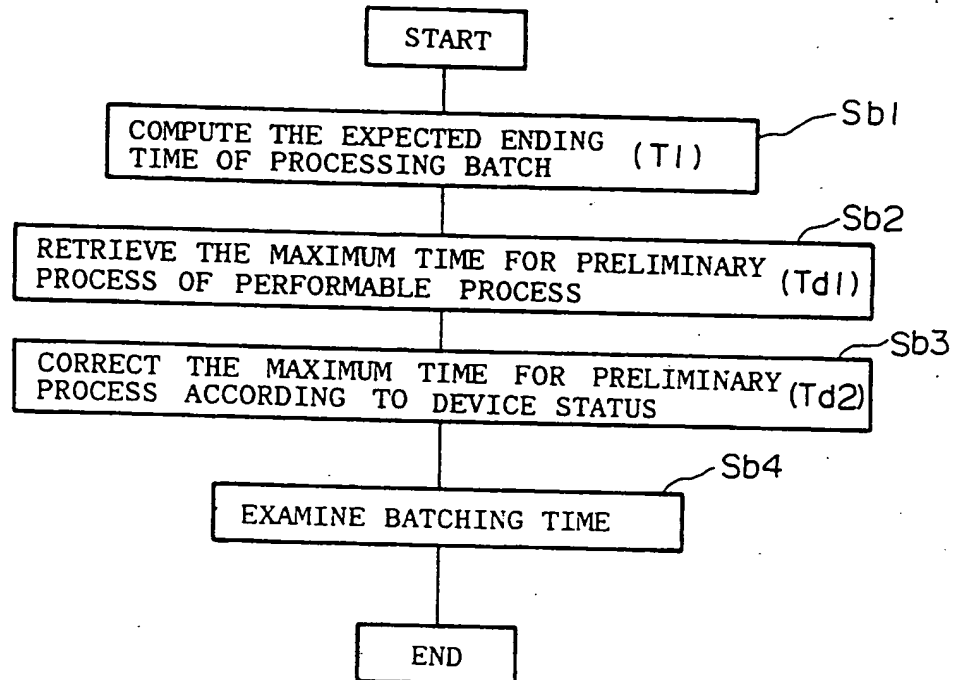 START
Sb1
COMPUTE THE EXPECTED ENDING
TIME OF PROCESSING BATCH (T1)
Sb2
RETRIEVE THE MAXIMUM TIME FOR PRELIMINARY
PROCESS OF PERFORMABLE PROCESS (Td1)
Sb3
CORRECT THE MAXIMUM TIME FOR PRELIMINARY
PROCESS ACCORDING TO DEVICE STATUS (Td2)
Sb4
EXAMINE BATCHING TIME
END